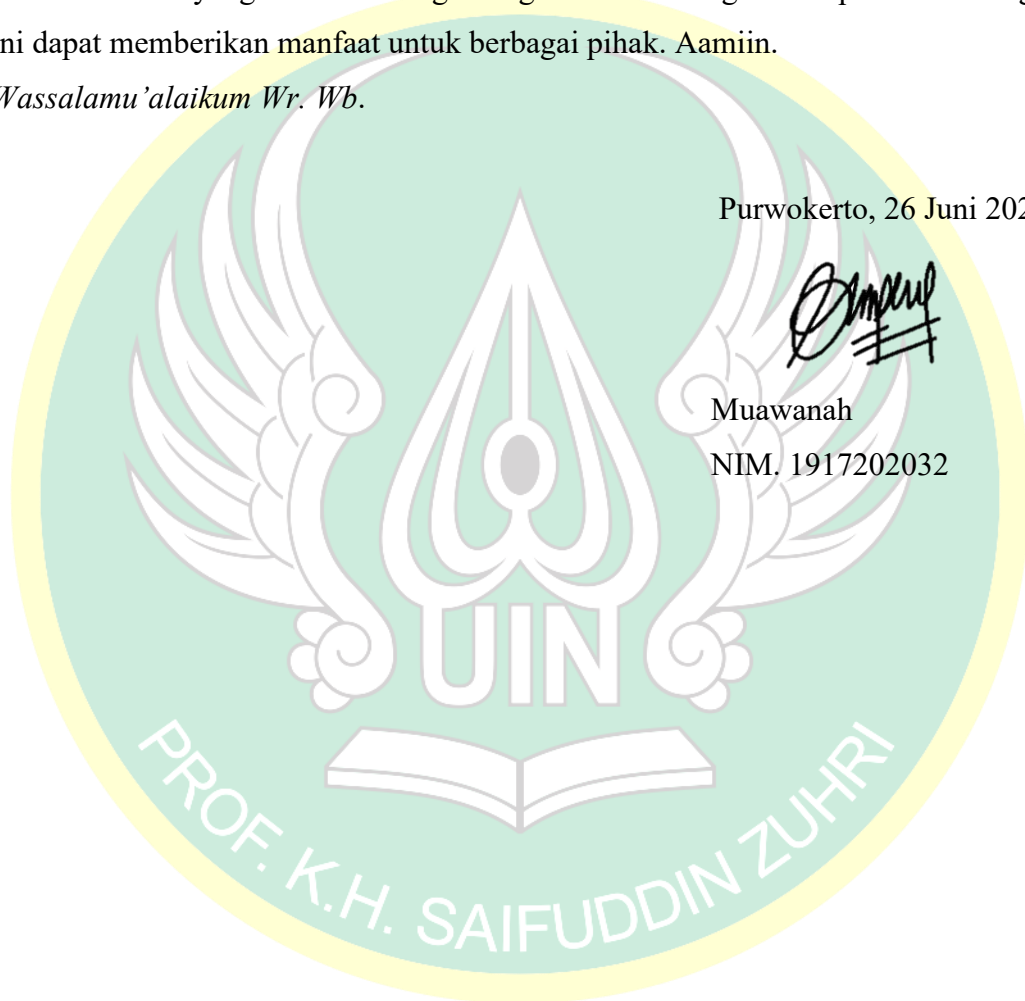 ni dapat memberikan manfaat untuk berbagai pihak. Aamiin.
Wassalamu’alaikum Wr. Wb.
Purwokerto, 26 Juni 202
Muawanah
NIM. 1917202032
UIN
PROF. K.H. SAIFUDDIN ZUHRI